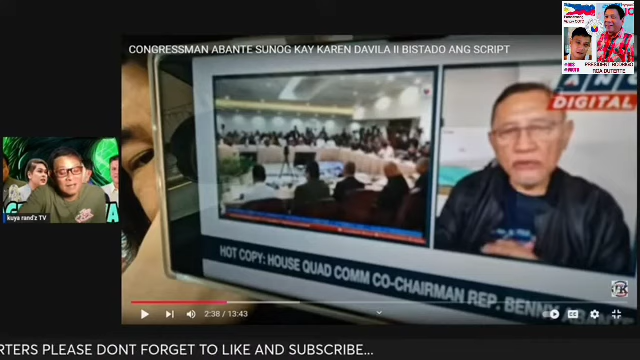 CONGRESSMAN ABANTE SUNOG KAY KAREN DAVILA II BISTADO ANG SCRIPT
PRESIDENT RODRIGO
ROA DUTERTE
DIGITAL
kuya rand'z TV
HOT COPY: HOUSE QUAD COMM CO-CHAIRMAN REP. BENNY ABANTE
2:38 / 13:43
RTERS PLEASE DONT FORGET TO LIKE AND SUBSCRIBE...